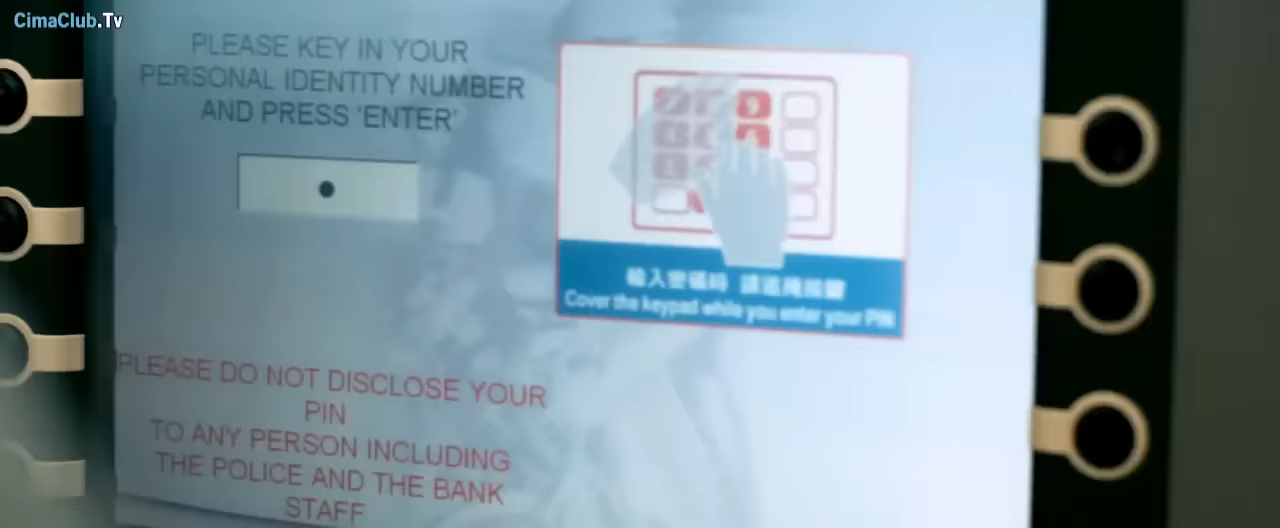 CimaClub.Tv
PLEASE KEY IN YOUR
PERSONAL IDENTITY NUMBER
AND PRESS 'ENTER'
9
6
輸入密碼時 請遮掩按鍵
Cover the keypad while you enter your PIN
PLEASE DO NOT DISCLOSE YOUR
PIN
TO ANY PERSON INCLUDING
THE POLICE AND THE BANK
STAFF